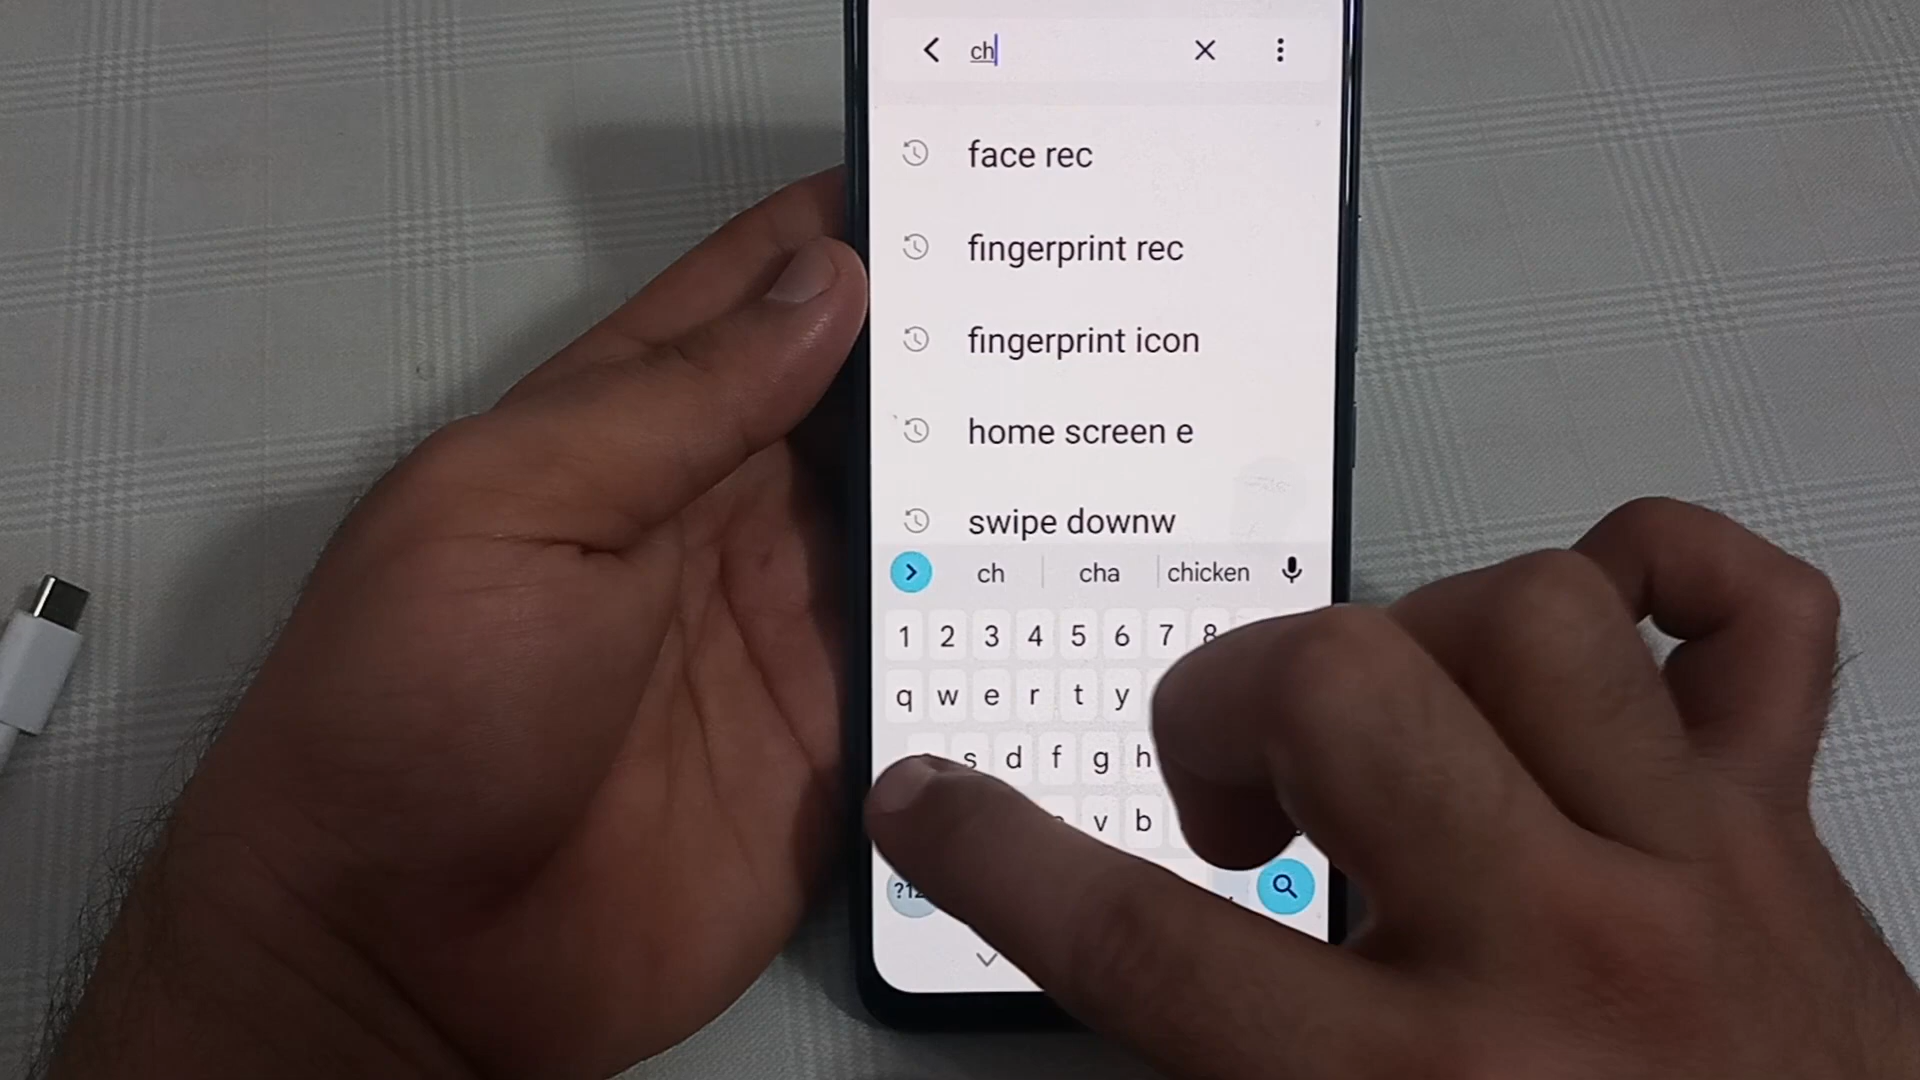 ch
face rec
fingerprint rec
fingerprint icon
home screen e
swipe downw
ch cha chicken
1 2 3 4 5 6 7 8
q w e r t y
s d f g h
v b